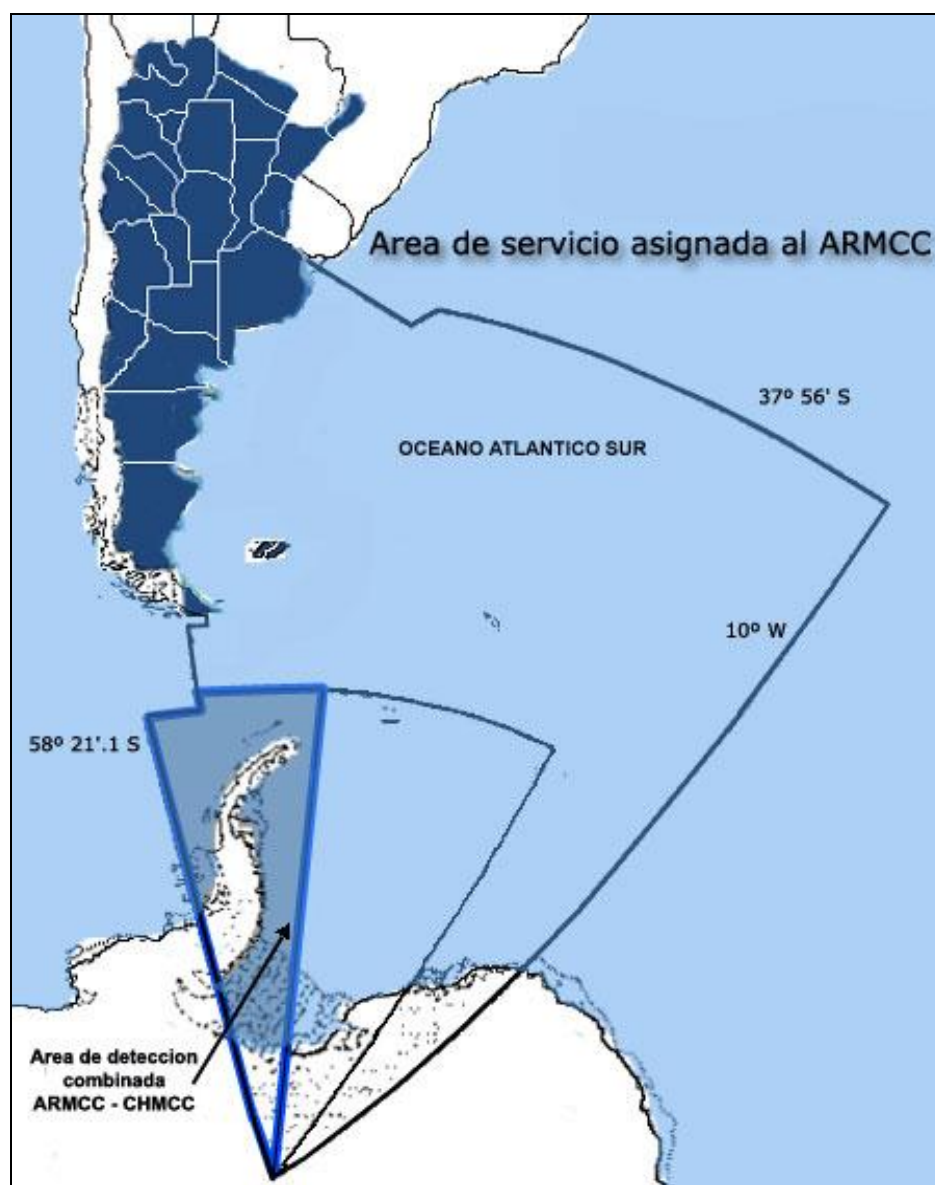 Area de servicio asignada al ARMCC
37º 56' S
OCEANO ATLANTICO SUR
10º W
58º 21'.1 S
Area de deteccion
combinada
ARMCC - CHMCC